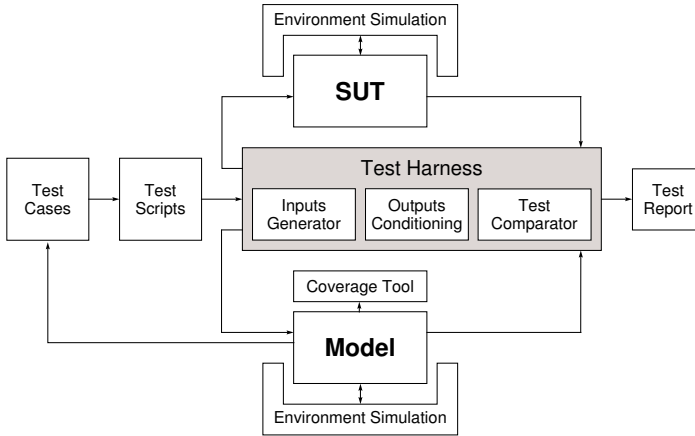 Environment Simulation
SUT
Test Harness
Test
Cases
Test
Scripts
Inputs
Generator
Outputs
Conditioning
Test
Comparator
Test
Report
Coverage Tool
Model
Environment Simulation